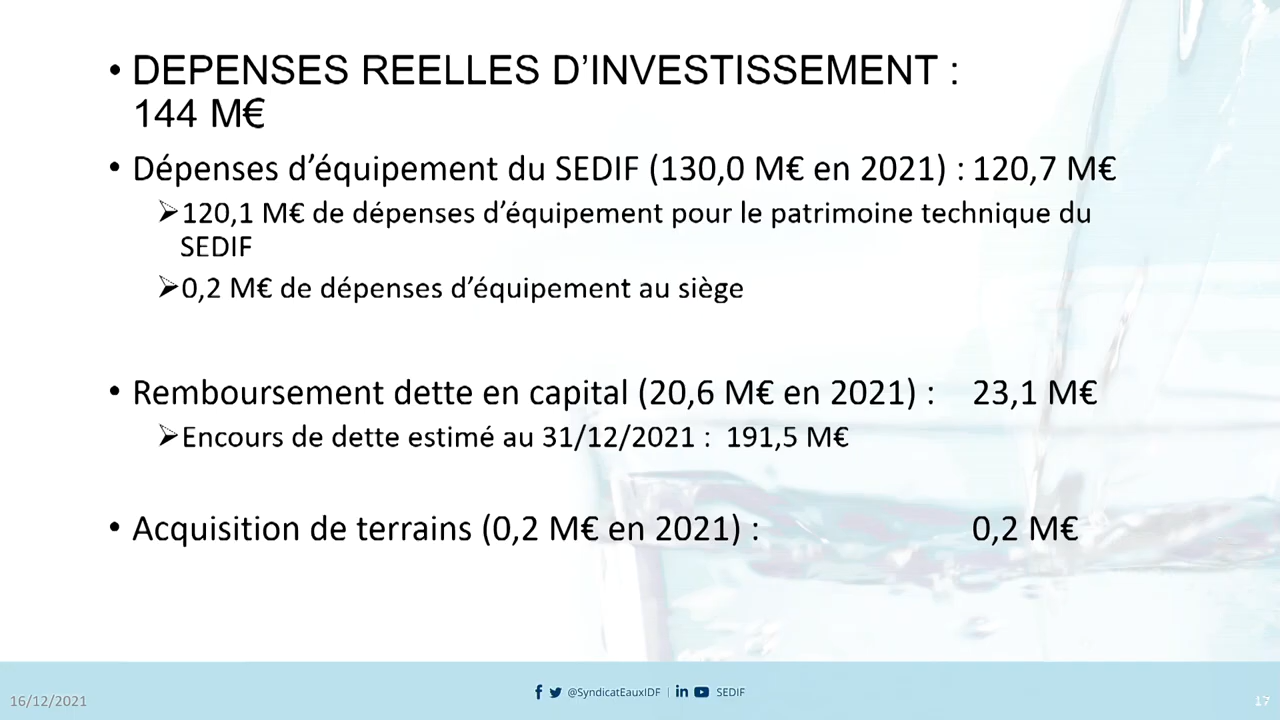 • DEPENSES REELLES D’INVESTISSEMENT :
144 M€
• Dépenses d’équipement du SEDIF (130,0 M€ en 2021) : 120,7 M€
➢120,1 M€ de dépenses d’équipement pour le patrimoine technique du
SEDIF
➢0,2 M€ de dépenses d’équipement au siège
• Remboursement dette en capital (20,6 M€ en 2021) : 23,1 M€
➢Encours de dette estimé au 31/12/2021 : 191,5 M€
• Acquisition de terrains (0,2 M€ en 2021) : 0,2 M€
16/12/2021
@SyndicatEauxIDF | SEDIF
17